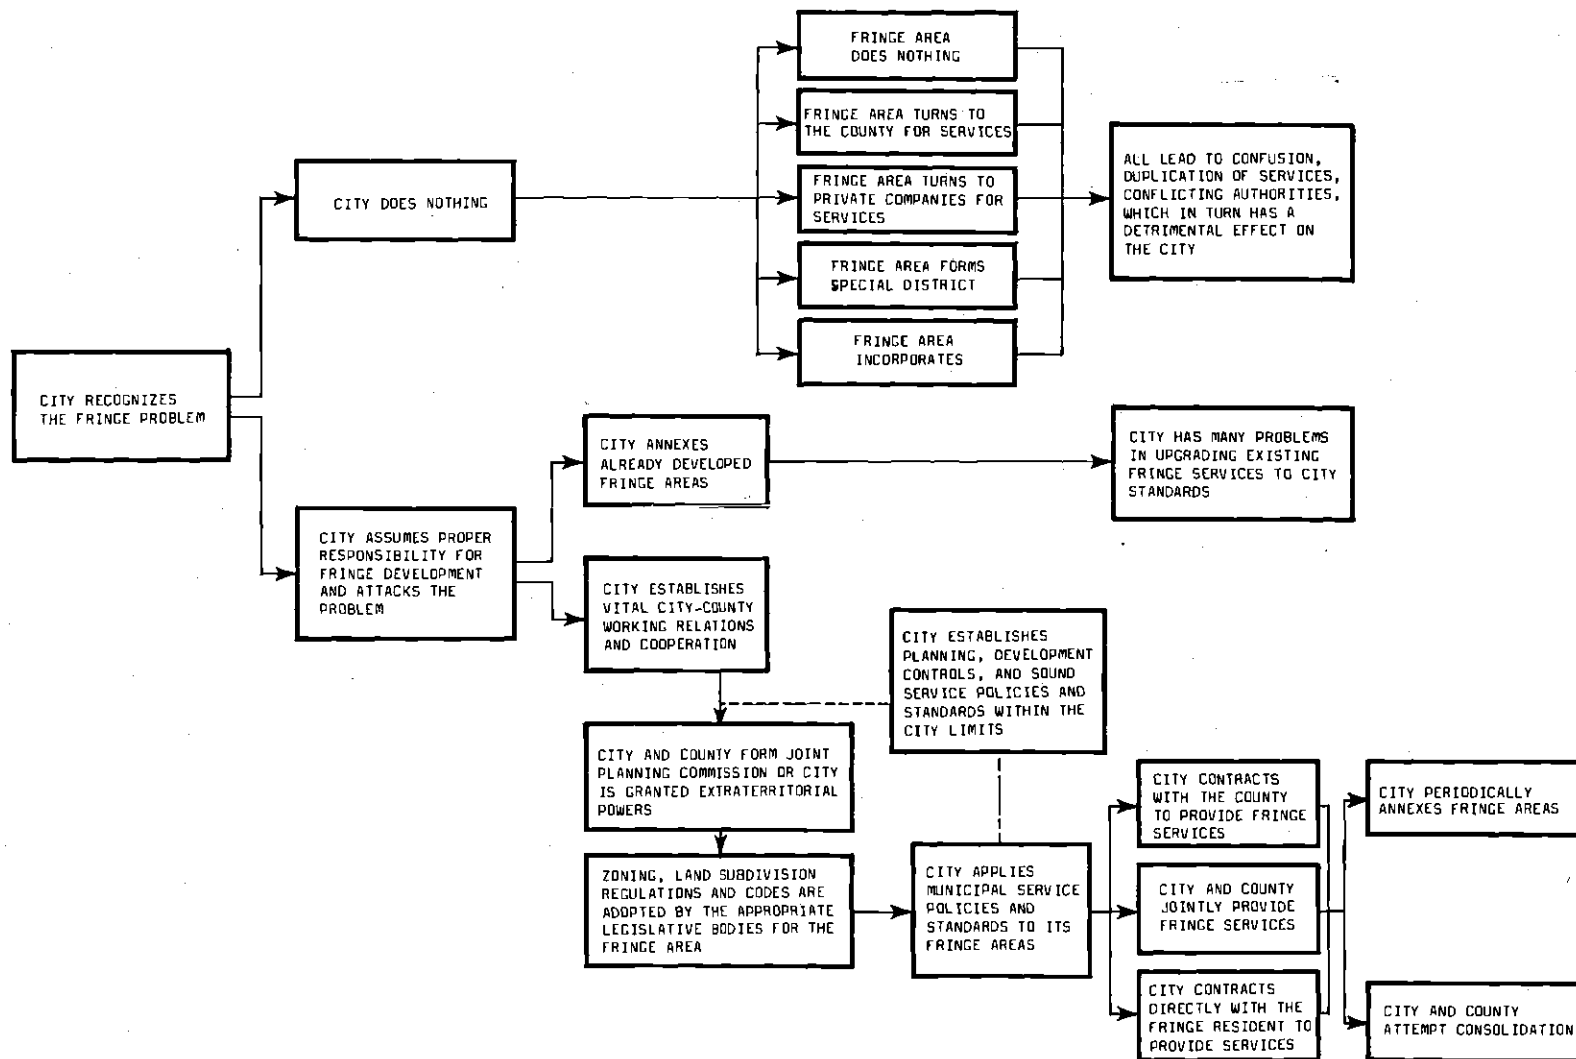 FRINGE AREA
DOES NOTHING
FRINGE AREA TURNS TO
THE COUNTY FOR SERVICES
FRINGE AREA TURNS TO
PRIVATE COMPANIES FOR
SERVICES
FRINGE AREA FORMS
SPECIAL DISTRICT
FRINGE AREA
INCORPORATES
CITY DOES NOTHING
ALL LEAD TO CONFUSION,
DUPLICATION OF SERVICES,
CONFLICTING AUTHORITIES,
WHICH IN TURN HAS A
DETRIMENTAL EFFECT ON
THE CITY
CITY RECOGNIZES
THE FRINGE PROBLEM
CITY ANNEXES
ALREADY DEVELOPED
FRINGE AREAS
CITY HAS MANY PROBLEMS
IN UPGRADING EXISTING
FRINGE SERVICES TO CITY
STANDARDS
CITY ASSUMES PROPER
RESPONSIBILITY FOR
FRINGE DEVELOPMENT
AND ATTACKS THE
PROBLEM
CITY ESTABLISHES
VITAL CITY-COUNTY
WORKING RELATIONS
AND COOPERATION
CITY ESTABLISHES
PLANNING, DEVELOPMENT
CONTROLS, AND SOUND
SERVICE POLICIES AND
STANDARDS WITHIN THE
CITY LIMITS
CITY AND COUNTY FORM JOINT
PLANNING COMMISSION OR CITY
IS GRANTED EXTRATERRITORIAL
POWERS
ZONING, LAND SUBDIVISION
REGULATIONS AND CODES ARE
ADOPTED BY THE APPROPRIATE
LEGISLATIVE BODIES FOR THE
FRINGE AREA
CITY APPLIES
MUNICIPAL SERVICE
POLICIES AND
STANDARDS TO ITS
FRINGE AREAS
CITY CONTRACTS
WITH THE COUNTY
TO PROVIDE FRINGE
SERVICES
CITY AND COUNTY
JOINTLY PROVIDE
FRINGE SERVICES
CITY CONTRACTS
DIRECTLY WITH THE
FRINGE RESIDENT TO
PROVIDE SERVICES
CITY PERIODICALLY
ANNEXES FRINGE AREAS
CITY AND COUNTY
ATTEMPT CONSOLIDATION